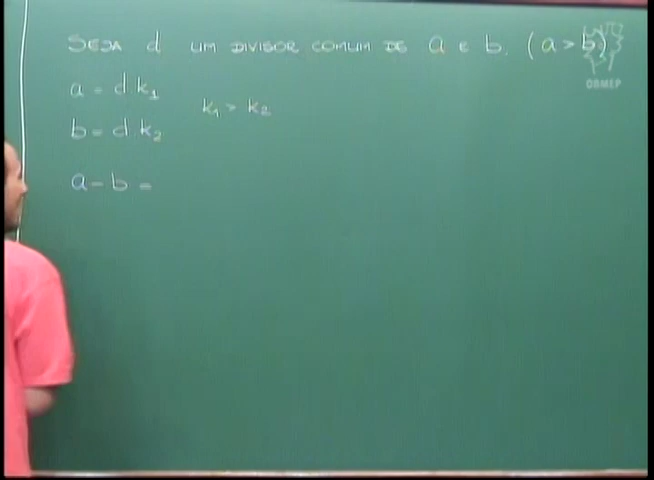 SEJA d UM DIVISOR COMUM DE a E b. (a > b)
OBMEP
a = d k₁
k₁ > k₂
b = d k₂
a - b =